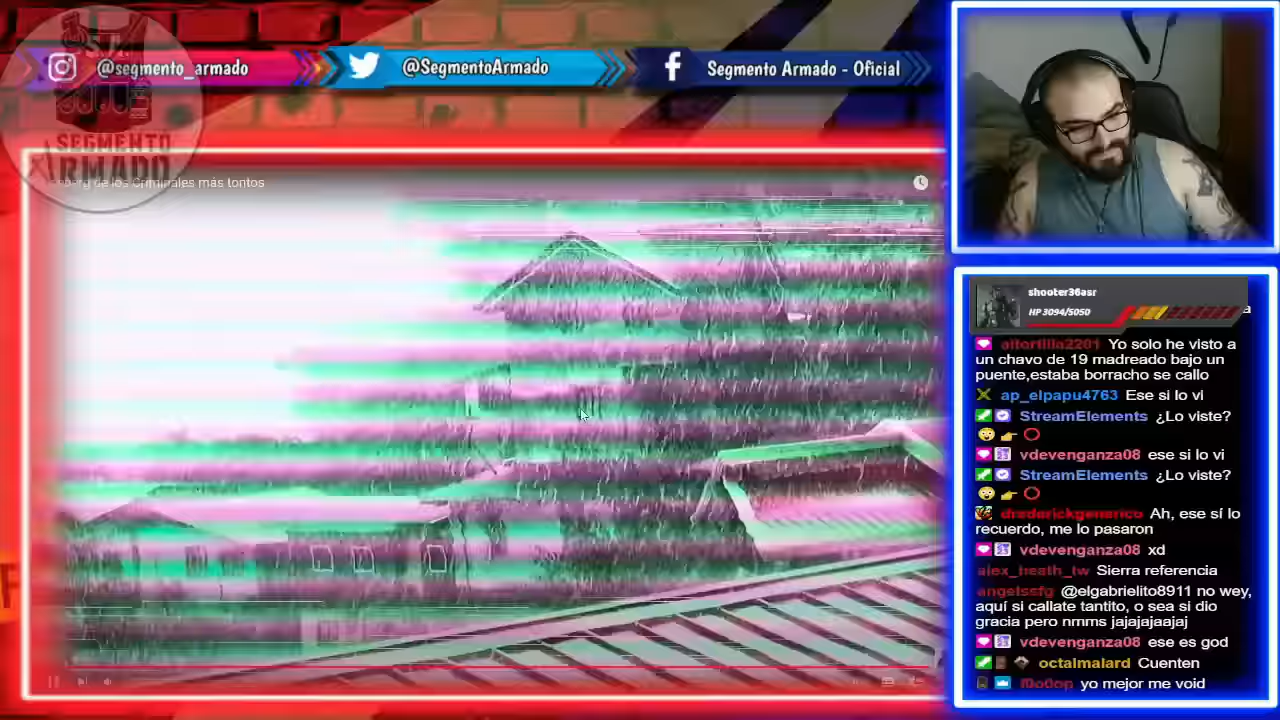 @segmento_armado
@SegmentoArmado
Segmento Armado - Oficial
SEGMENTO
ARMADO
de los Criminales más tontos
shooter36asr
HP 3094/5050
a
aitortilla2201 Yo solo he visto a
un chavo de 19 madreado bajo un
puente,estaba borracho se callo
ap_elpapu4763 Ese si lo vi
StreamElements ¿Lo viste?
vdevenganza08 ese si lo vi
StreamElements ¿Lo viste?
draderickgenerico Ah, ese sí lo
recuerdo, me lo pasaron
vdevenganza08 xd
alex_heath_tw Sierra referencia
angelssfg @elgabrielito8911 no wey,
aquí si callate tantito, o sea si dio
gracia pero nmms jajajajaajaj
vdevenganza08 ese es god
octalmalard Cuenten
yo mejor me void